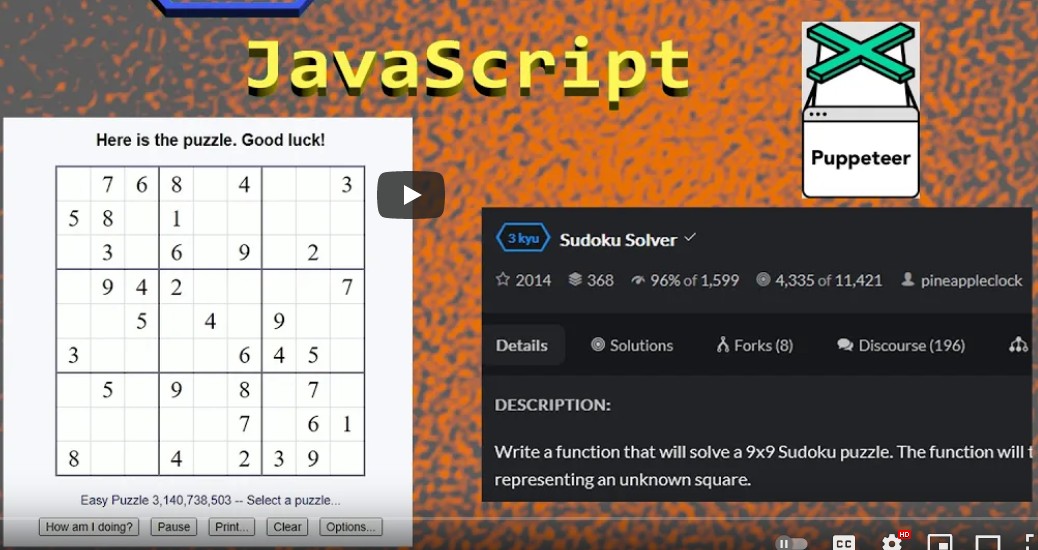 JavaScript
Puppeteer
Here is the puzzle. Good luck!
7 6 8 4 3
5 8 1
3 6 9 2
9 4 2 7
5 4 9
3 6 4 5
5 9 8 7
7 6 1
8 4 2 3 9
Easy Puzzle 3,140,738,503 -- Select a puzzle...
How am I doing? Pause Print... Clear Options...
3 kyu Sudoku Solver
2014 368 96% of 1,599 4,335 of 11,421 pineappleclock
Details Solutions Forks (8) Discourse (196)
DESCRIPTION:
Write a function that will solve a 9x9 Sudoku puzzle. The function will
representing an unknown square.
CC HD